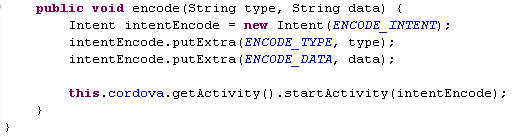 public void encode(String type, String data) {
Intent intentEncode = new Intent(ENCODE_INTENT);
intentEncode.putExtra(ENCODE_TYPE, type);
intentEncode.putExtra(ENCODE_DATA, data);
this.cordova.getActivity().startActivity(intentEncode);
}
}